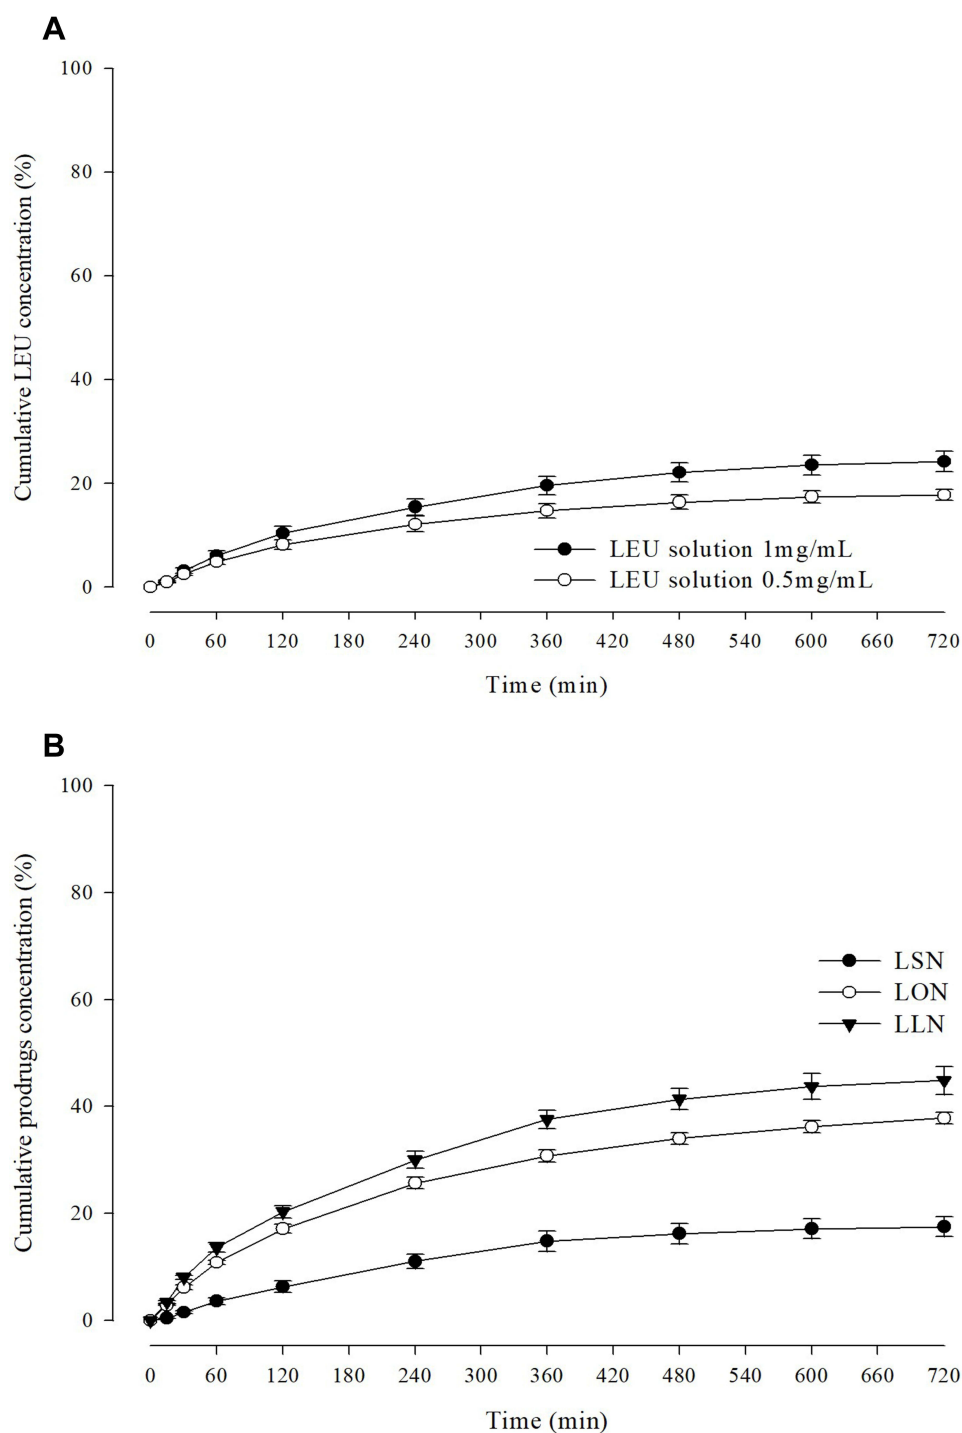 A
100
80
60
40
20
0
Cumulative LEU concentration (%)
LEU solution 1mg/mL
LEU solution 0.5mg/mL
0 60 120 180 240 300 360 420 480 540 600 660 720
Time (min)
B
100
80
60
40
20
0
Cumulative prodrugs concentration (%)
LSN
LON
LLN
0 60 120 180 240 300 360 420 480 540 600 660 720
Time (min)